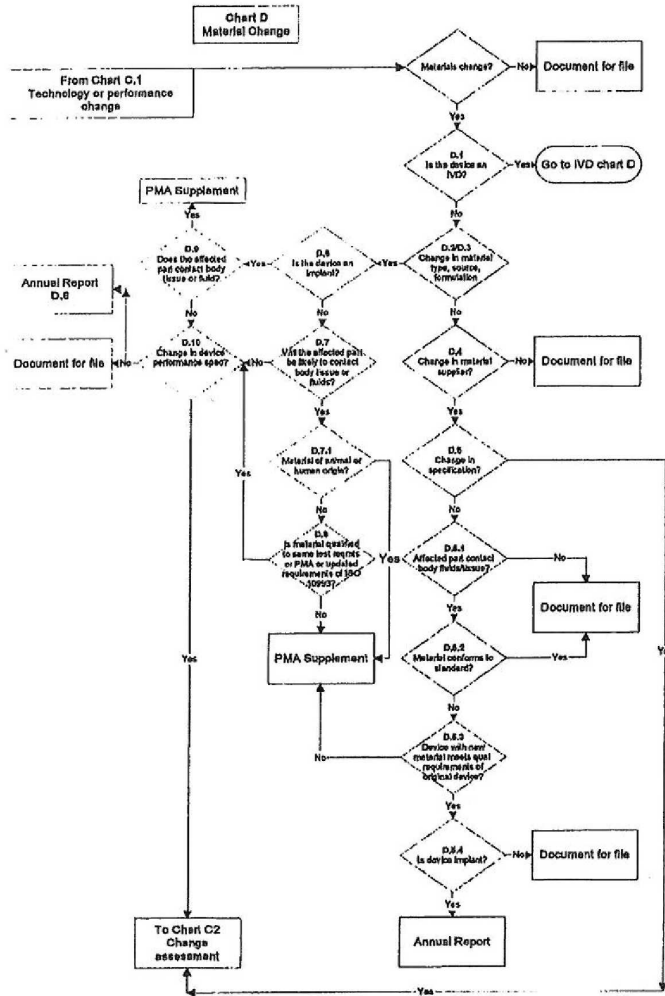 Chart D
Material Change
From Chart C.1
Technology or performance
change
Materials change?
No
Document for file
Yes
D.1
Is the device an
IVD?
Yes
Go to IVD chart D
No
PMA Supplement
Yes
D.9
Does the affected
part contact body
tissue or fluid?
Yes
D.6
Is the device an
implant?
Yes
D.2/D.3
Change in material
type, source,
formulation
Annual Report
D.6
No
No
No
Document for file
No
D.10
Change in device
performance spec?
No
D.7
Will the affected part
be likely to contact
body tissue or
fluids?
D.4
Change in material
supplier?
No
Document for file
Yes
Yes
Yes
D.7.1
Material of animal or
human origin?
D.5
Change in
specification?
No
No
Is material qualified
to same test reqmts
or PMA or updated
requirements of ISO
10993?
Yes
D.5.1
Affected part contact
body fluids/tissue?
No
No
Yes
Document for file
Yes
PMA Supplement
D.5.2
Material conforms to
standard?
Yes
No
No
D.5.3
Device with new
material meets qual
requirements of
original device?
Yes
D.5.4
Is device implant?
No
Document for file
Yes
To Chart C2
Change
assessment
Annual Report
Yes